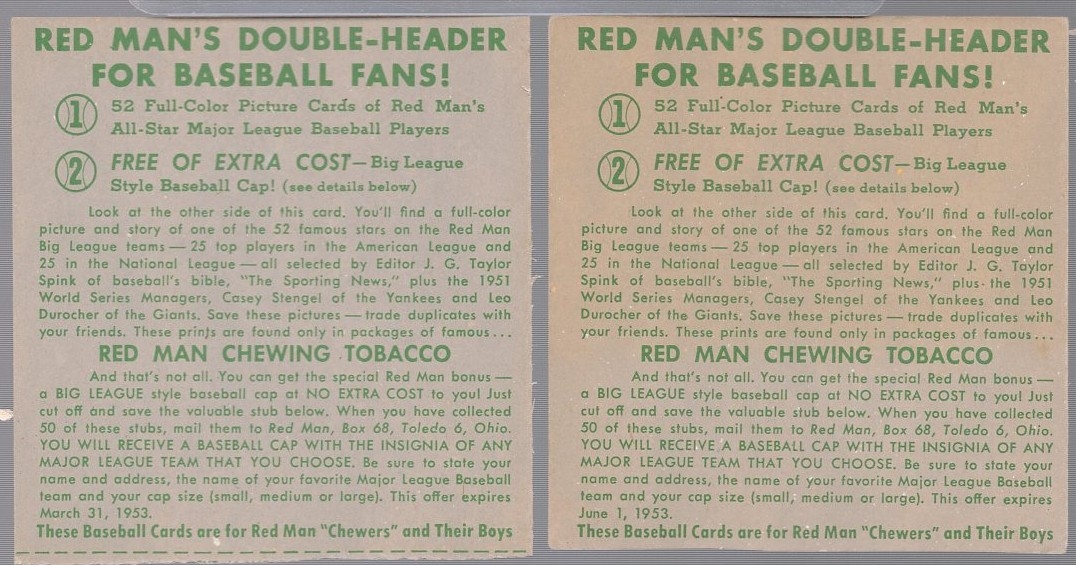 RED MAN'S DOUBLE-HEADER
FOR BASEBALL FANS!
1 52 Full-Color Picture Cards of Red Man's
All-Star Major League Baseball Players
2 FREE OF EXTRA COST—Big League
Style Baseball Cap! (see details below)
Look at the other side of this card. You'll find a full-color
picture and story of one of the 52 famous stars on the Red Man
Big League teams — 25 top players in the American League and
25 in the National League — all selected by Editor J. G. Taylor
Spink of baseball's bible, "The Sporting News," plus the 1951
World Series Managers, Casey Stengel of the Yankees and Leo
Durocher of the Giants. Save these pictures — trade duplicates with
your friends. These prints are found only in packages of famous...
RED MAN CHEWING TOBACCO
And that's not all. You can get the special Red Man bonus —
a BIG LEAGUE style baseball cap at NO EXTRA COST to you! Just
cut off and save the valuable stub below. When you have collected
50 of these stubs, mail them to Red Man, Box 68, Toledo 6, Ohio.
YOU WILL RECEIVE A BASEBALL CAP WITH THE INSIGNIA OF ANY
MAJOR LEAGUE TEAM THAT YOU CHOOSE. Be sure to state your
name and address, the name of your favorite Major League Baseball
team and your cap size (small, medium or large). This offer expires
March 31, 1953.
These Baseball Cards are for Red Man "Chewers" and Their Boys
RED MAN'S DOUBLE-HEADER
FOR BASEBALL FANS!
1 52 Full-Color Picture Cards of Red Man's
All-Star Major League Baseball Players
2 FREE OF EXTRA COST—Big League
Style Baseball Cap! (see details below)
Look at the other side of this card. You'll find a full-color
picture and story of one of the 52 famous stars on the Red Man
Big League teams — 25 top players in the American League and
25 in the National League — all selected by Editor J. G. Taylor
Spink of baseball's bible, "The Sporting News," plus the 1951
World Series Managers, Casey Stengel of the Yankees and Leo
Durocher of the Giants. Save these pictures — trade duplicates with
your friends. These prints are found only in packages of famous...
RED MAN CHEWING TOBACCO
And that's not all. You can get the special Red Man bonus —
a BIG LEAGUE style baseball cap at NO EXTRA COST to you! Just
cut off and save the valuable stub below. When you have collected
50 of these stubs, mail them to Red Man, Box 68, Toledo 6, Ohio.
YOU WILL RECEIVE A BASEBALL CAP WITH THE INSIGNIA OF ANY
MAJOR LEAGUE TEAM THAT YOU CHOOSE. Be sure to state your
name and address, the name of your favorite Major League Baseball
team and your cap size (small, medium or large). This offer expires
June 1, 1953.
These Baseball Cards are for Red Man "Chewers" and Their Boys